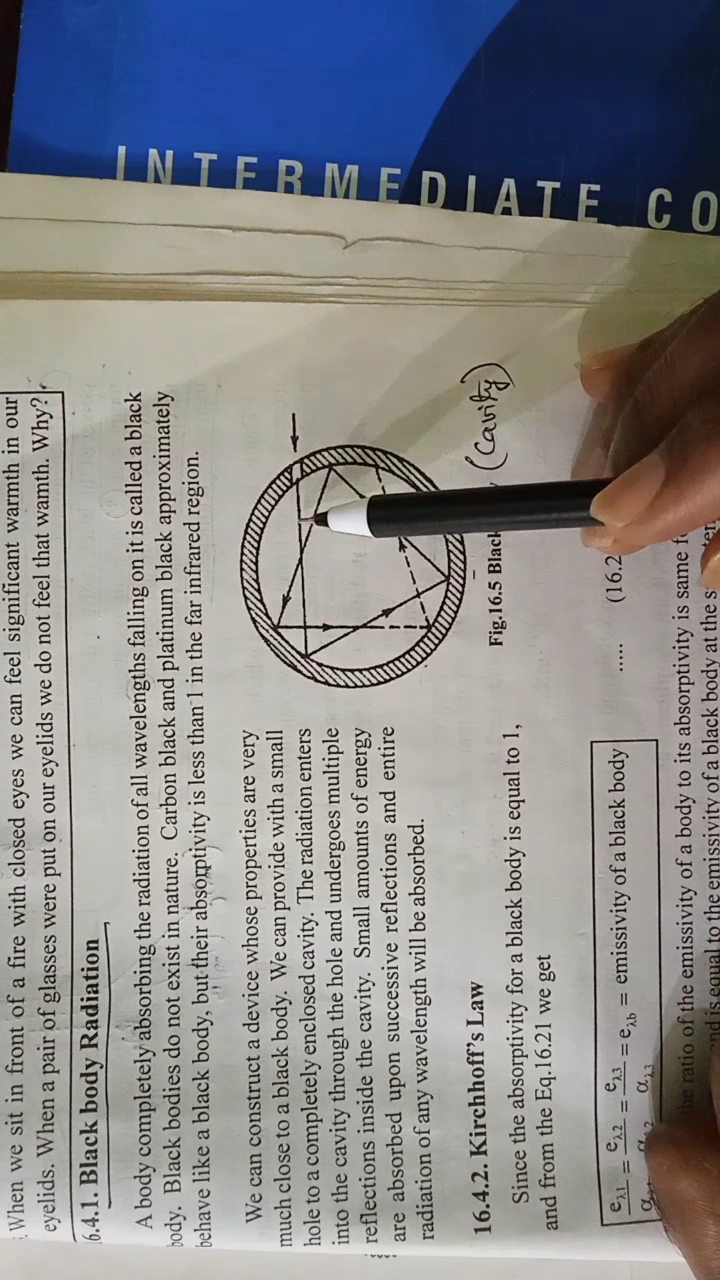 INTERMEDIATE CO
When we sit in front of a fire with closed eyes we can feel significant warmth in our
eyelids. When a pair of glasses were put on our eyelids we do not feel that wamth. Why?
6.4.1. Black body Radiation
A body completely absorbing the radiation of all wavelengths falling on it is called a black
body. Black bodies do not exist in nature. Carbon black and platinum black approximately
behave like a black body, but their absorptivity is less than 1 in the far infrared region.
We can construct a device whose properties are very
much close to a black body. We can provide with a small
hole to a completely enclosed cavity. The radiation enters
into the cavity through the hole and undergoes multiple
reflections inside the cavity. Small amounts of energy
are absorbed upon successive reflections and entire
radiation of any wavelength will be absorbed.
Fig.16.5 Black
(Cavity)
16.4.2. Kirchhoff's Law
Since the absorptivity for a black body is equal to 1,
and from the Eq.16.21 we get
eλ1 = eλ2 = eλ3 = eλb = emissivity of a black body ..... (16.2
αλ3
the ratio of the emissivity of a body to its absorptivity is same
and is equal to the emissivity of a black body at the